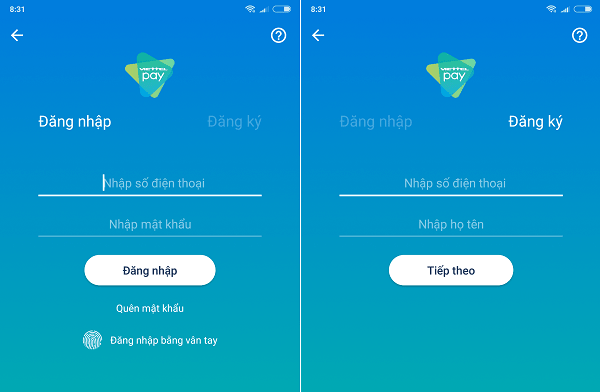 8:31
?
VIETTEL
pay
Đăng nhập Đăng ký
Nhập số điện thoại
Nhập mật khẩu
Đăng nhập
Quên mật khẩu
Đăng nhập bằng vân tay
8:31
?
VIETTEL
pay
Đăng nhập Đăng ký
Nhập số điện thoại
Nhập họ tên
Tiếp theo